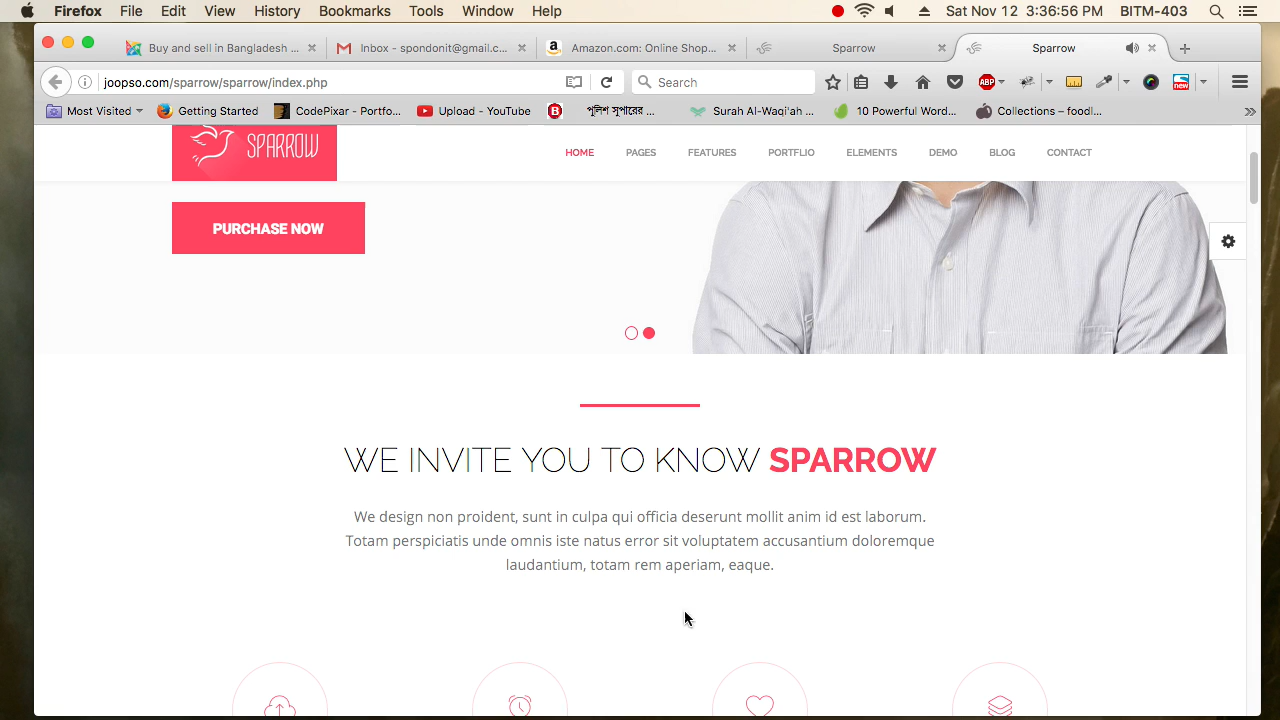 Firefox File Edit View History Bookmarks Tools Window Help Sat Nov 12 3:36:56 PM BITM-403
Buy and sell in Bangladesh ... Inbox - spondonit@gmail.c... Amazon.com: Online Shop... Sparrow Sparrow
joopso.com/sparrow/sparrow/index.php Search ABP new
Most Visited Getting Started CodePixar - Portfo... Upload - YouTube B পুলিশ সুপারের ... Surah Al-Waqi'ah ... 10 Powerful Word... Collections – foodl...
SPARROW HOME PAGES FEATURES PORTFLIO ELEMENTS DEMO BLOG CONTACT
PURCHASE NOW
WE INVITE YOU TO KNOW SPARROW
We design non proident, sunt in culpa qui officia deserunt mollit anim id est laborum.
Totam perspiciatis unde omnis iste natus error sit voluptatem accusantium doloremque
laudantium, totam rem aperiam, eaque.